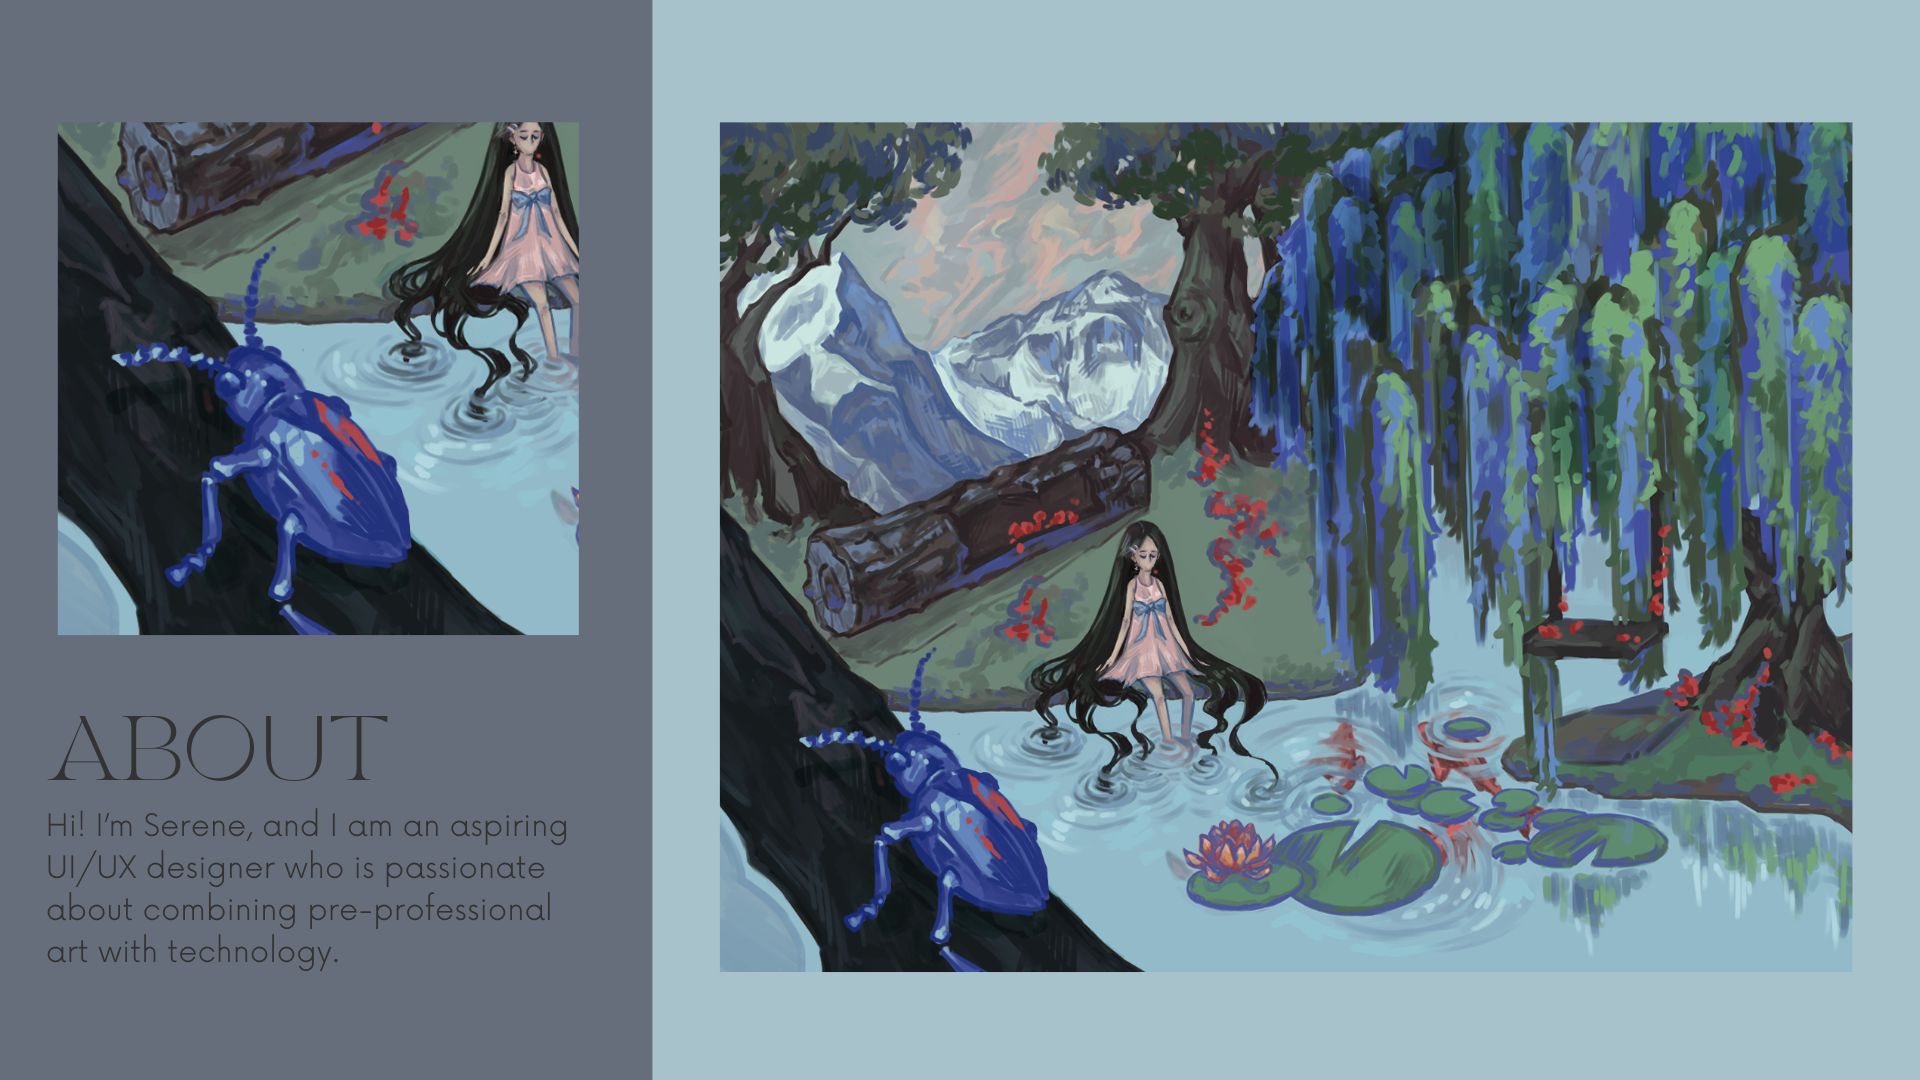 ABOUT
Hi! I'm Serene, and I am an aspiring
UI/UX designer who is passionate
about combining pre-professional
art with technology.